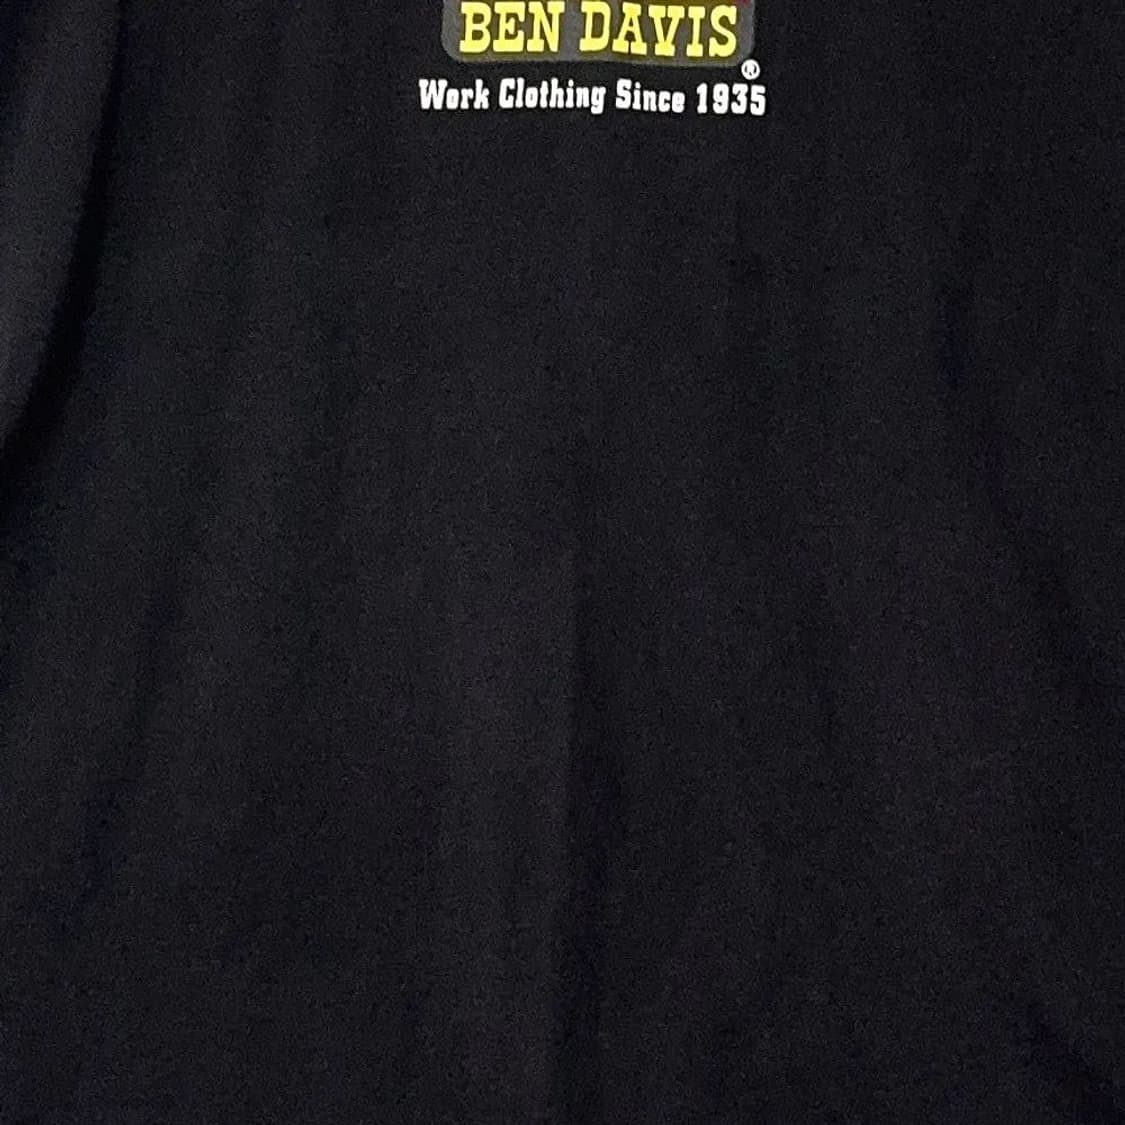 BEN DAVIS
®
Work Clothing Since 1935